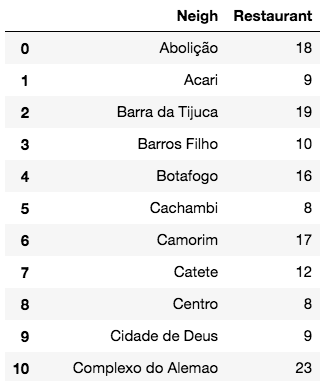 Neigh Restaurant
0 Abolição 18
1 Acari 9
2 Barra da Tijuca 19
3 Barros Filho 10
4 Botafogo 16
5 Cachambi 8
6 Camorim 17
7 Catete 12
8 Centro 8
9 Cidade de Deus 9
10 Complexo do Alemao 23